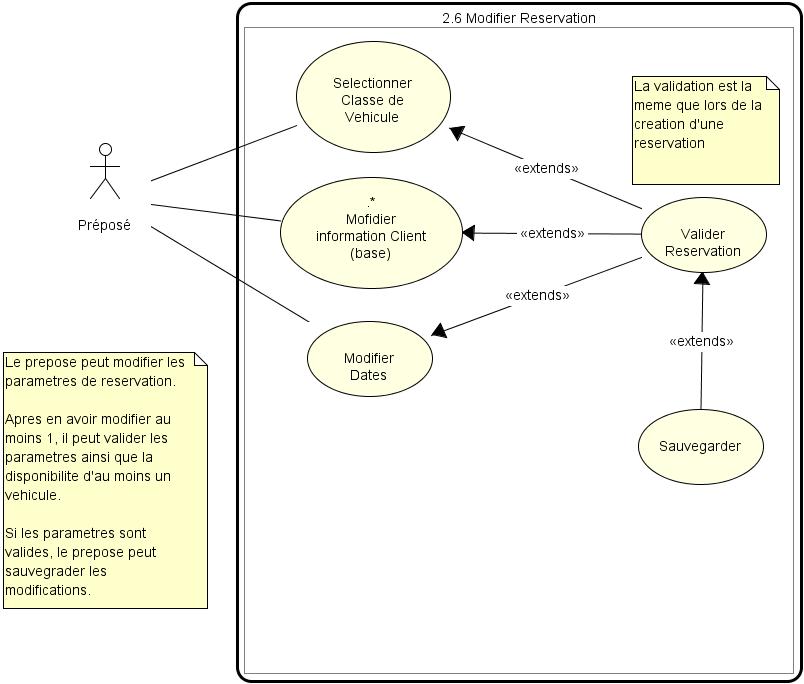 2.6 Modifier Reservation
Selectionner
Classe de
Vehicule
La validation est la
meme que lors de la
creation d'une
reservation
«extends»
Préposé
.*
Mofidier
information Client
(base)
«extends»
Valider
Reservation
«extends»
Modifier
Dates
«extends»
Sauvegarder
Le prepose peut modifier les
parametres de reservation.
Apres en avoir modifier au
moins 1, il peut valider les
parametres ainsi que la
disponibilite d'au moins un
vehicule.
Si les parametres sont
valides, le prepose peut
sauvegrader les
modifications.